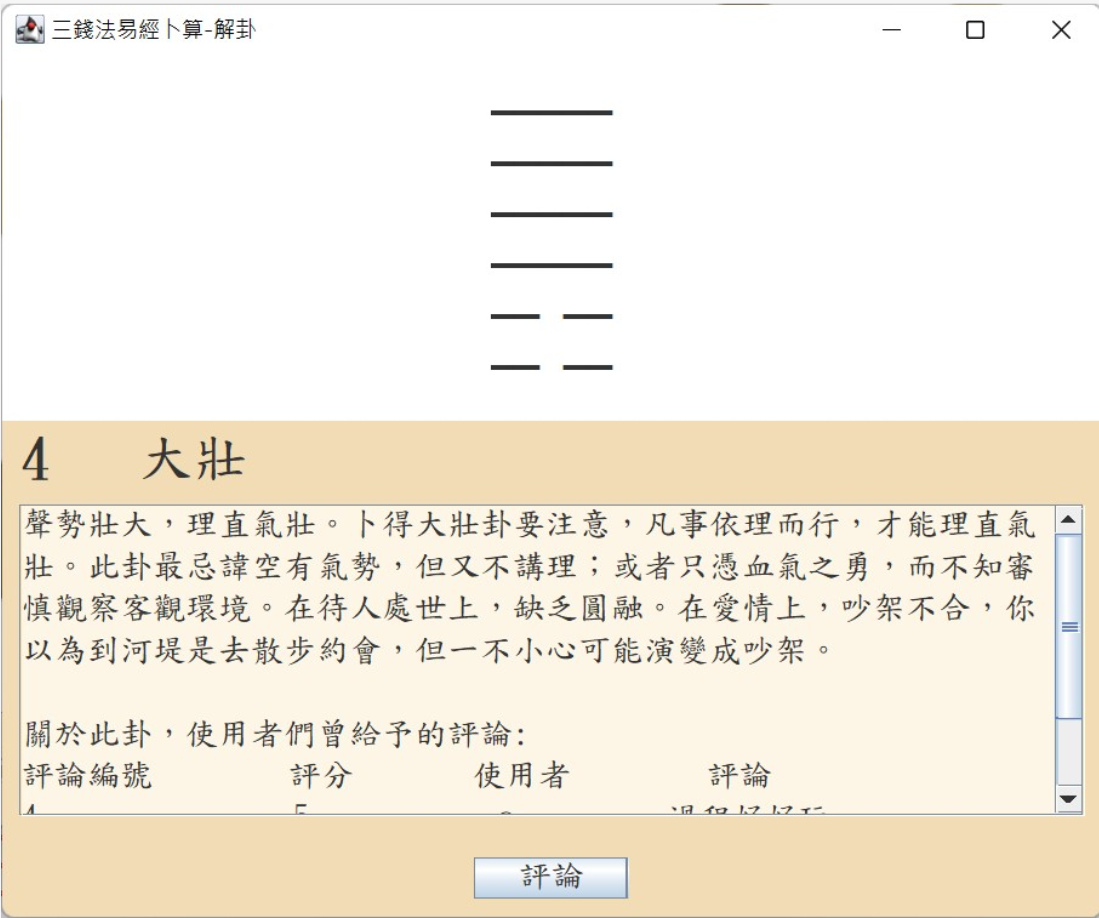 三錢法易經卜算-解卦
4 大壯
聲勢壯大，理直氣壯。卜得大壯卦要注意，凡事依理而行，才能理直氣
壯。此卦最忌諱空有氣勢，但又不講理；或者只憑血氣之勇，而不知審
慎觀察客觀環境。在待人處世上，缺乏圓融。在愛情上，吵架不合，你
以為到河堤是去散步約會，但一不小心可能演變成吵架。
關於此卦，使用者們曾給予的評論:
評論編號 評分 使用者 評論
評論